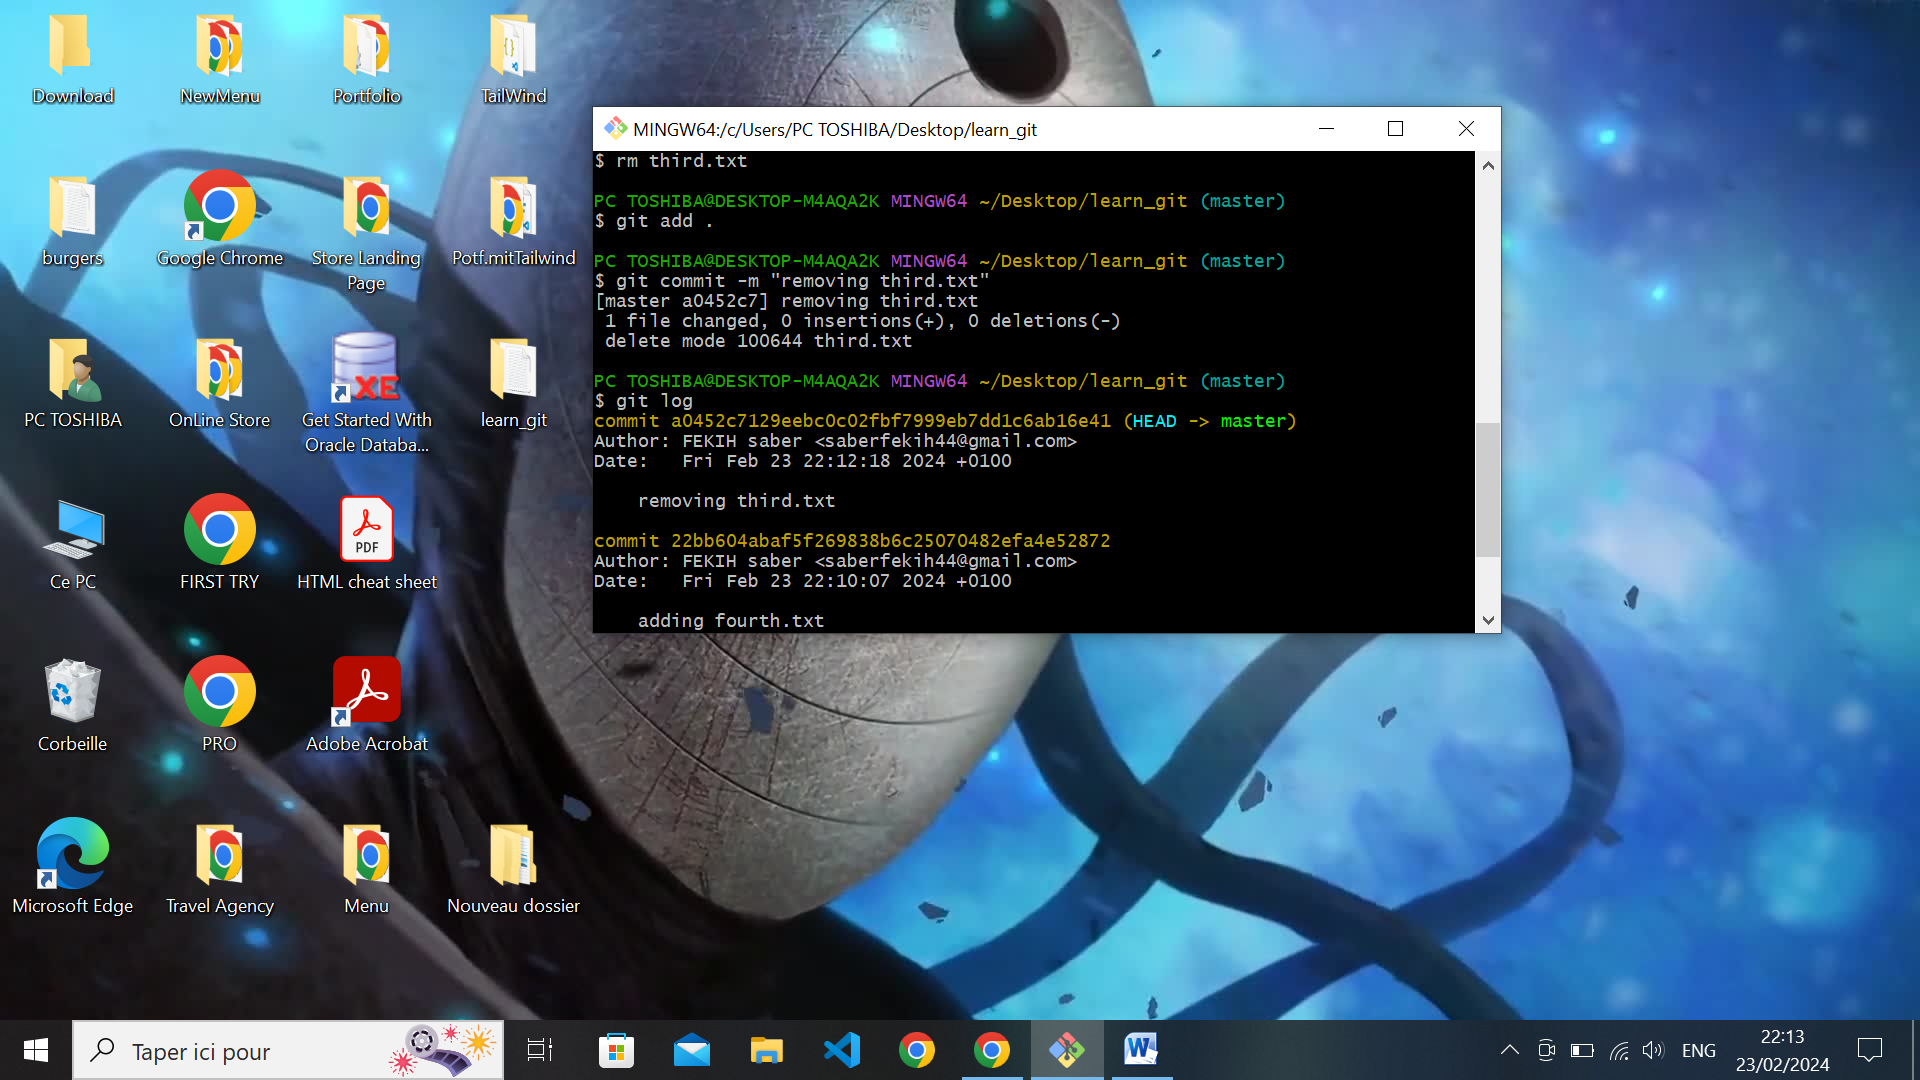 Download
NewMenu
Portfolio
TailWind
burgers
Google Chrome
Store Landing
Page
Potf.mitTailwind
PC TOSHIBA
OnLine Store
XE
Get Started With
Oracle Databa...
learn_git
Ce PC
FIRST TRY
PDF
HTML cheat sheet
Corbeille
PRO
Adobe Acrobat
Microsoft Edge
Travel Agency
Menu
Nouveau dossier
MINGW64:/c/Users/PC TOSHIBA/Desktop/learn_git
$ rm third.txt
PC TOSHIBA@DESKTOP-M4AQA2K MINGW64 ~/Desktop/learn_git (master)
$ git add .
PC TOSHIBA@DESKTOP-M4AQA2K MINGW64 ~/Desktop/learn_git (master)
$ git commit -m "removing third.txt"
[master a0452c7] removing third.txt
1 file changed, 0 insertions(+), 0 deletions(-)
delete mode 100644 third.txt
PC TOSHIBA@DESKTOP-M4AQA2K MINGW64 ~/Desktop/learn_git (master)
$ git log
commit a0452c7129eebc0c02fbf7999eb7dd1c6ab16e41 (HEAD -> master)
Author: FEKIH saber <saberfekih44@gmail.com>
Date:   Fri Feb 23 22:12:18 2024 +0100
removing third.txt
commit 22bb604abaf5f269838b6c25070482efa4e52872
Author: FEKIH saber <saberfekih44@gmail.com>
Date:   Fri Feb 23 22:10:07 2024 +0100
adding fourth.txt
Taper ici pour
W
ENG
22:13
23/02/2024